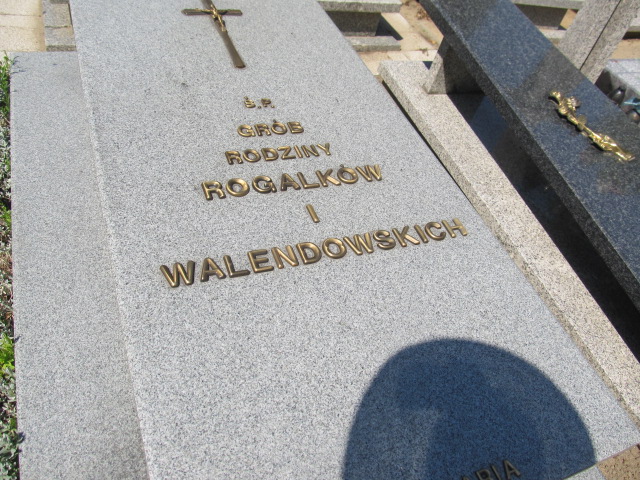 Ś.P.
GRÓB
RODZINY
ROGALKÓW
I
WALENDOWSKICH